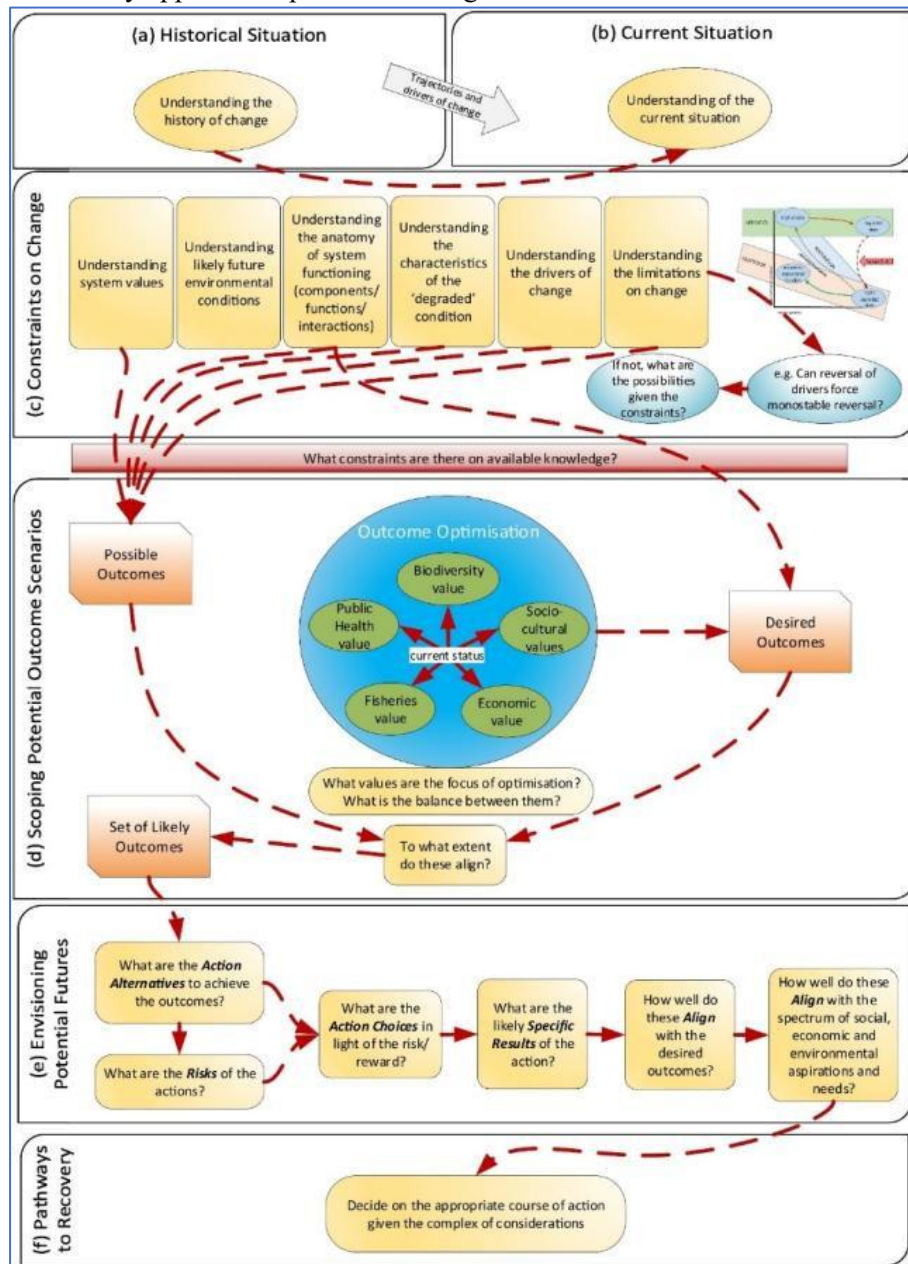 (a) Historical Situation
(b) Current Situation
Understanding the
history of change
Trajectories and
drivers of change
Understanding of the
current situation
(c) Constraints on Change
Understanding
system values
Understanding
likely future
environmental
conditions
Understanding
the anatomy
of system
functioning
(components/
functions/
interactions)
Understanding
the
characteristics
of the
‘degraded’
condition
Understanding
the drivers of
change
Understanding
the limitations
on change
If not, what are
the possibilities
given the
constraints?
e.g. Can reversal of
drivers force
monostable reversal?
What constraints are there on available knowledge?
(d) Scoping Potential Outcome Scenarios
Possible
Outcomes
Outcome Optimisation
Biodiversity
value
Public
Health
value
Socio-
cultural
values
current status
Fisheries
value
Economic
value
Desired
Outcomes
What values are the focus of optimisation?
What is the balance between them?
Set of Likely
Outcomes
To what extent
do these align?
(e) Envisioning
Potential Futures
What are the Action
Alternatives to achieve
the outcomes?
What are the Risks of the
actions?
What are the
Action Choices in
light of the risk/
reward?
What are the
likely Specific
Results of the
action?
How well do
these Align
with the
desired
outcomes?
How well do these
Align with the
spectrum of social,
economic and
environmental
aspirations and
needs?
(f) Pathways
to Recovery
Decide on the appropriate course of action
given the complex of considerations